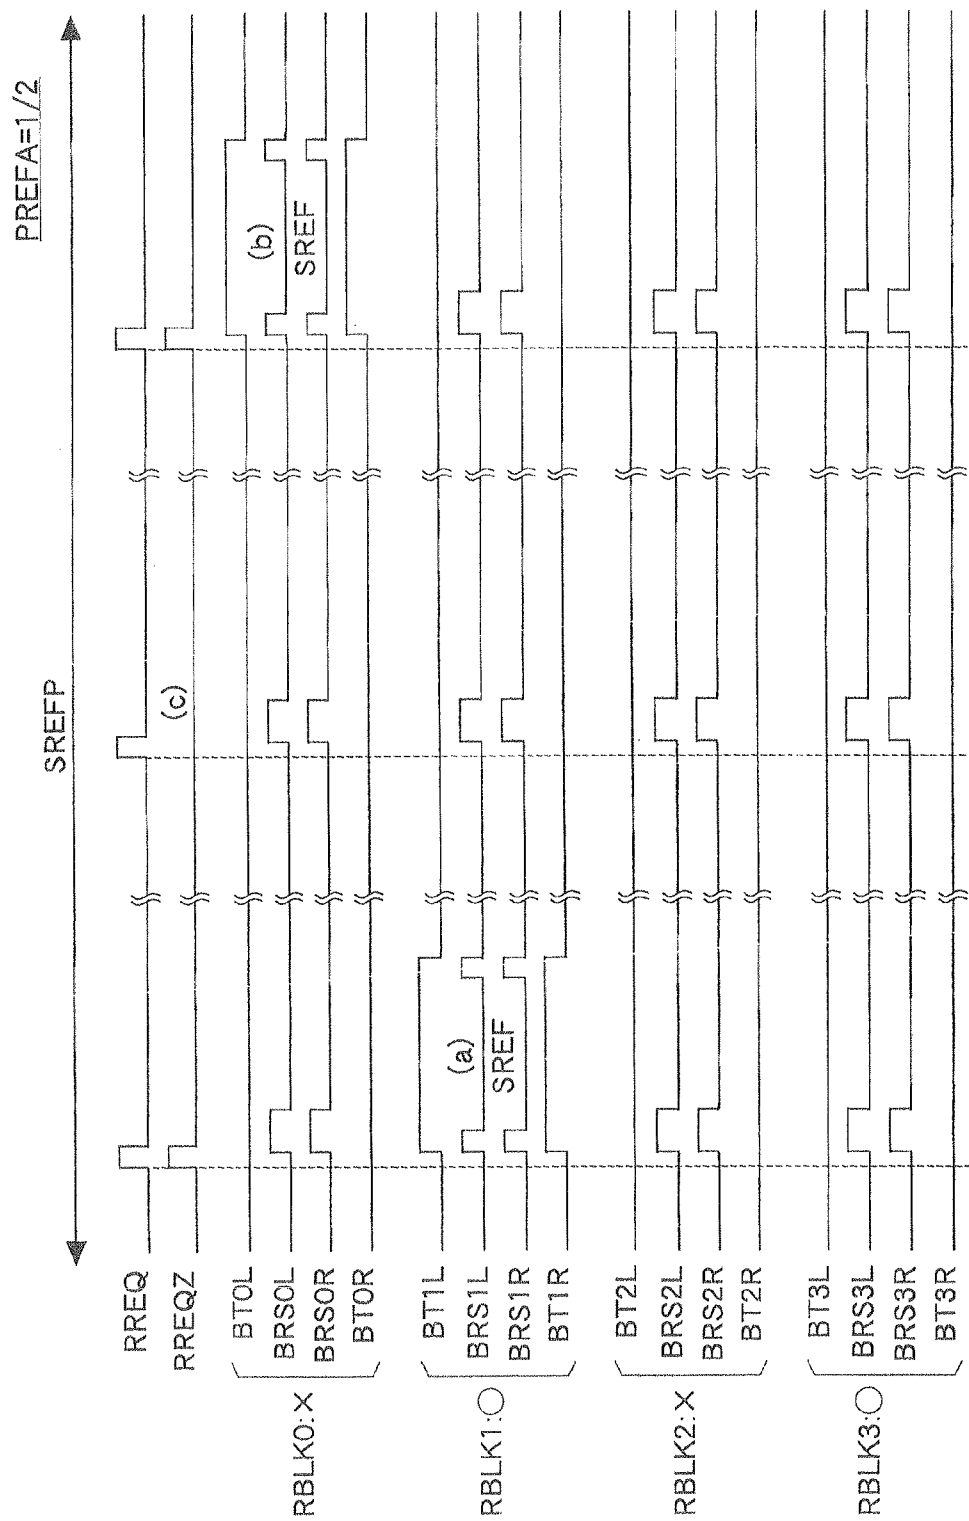 PREFA=1/2
SREFP
RREQ
RREQZ
(c)
RBLK0:×
BT0L
BRS0L
BRS0R
BT0R
(b)
SREF
RBLK1:○
BT1L
BRS1L
BRS1R
BT1R
(a)
SREF
RBLK2:×
BT2L
BRS2L
BRS2R
BT2R
RBLK3:○
BT3L
BRS3L
BRS3R
BT3R